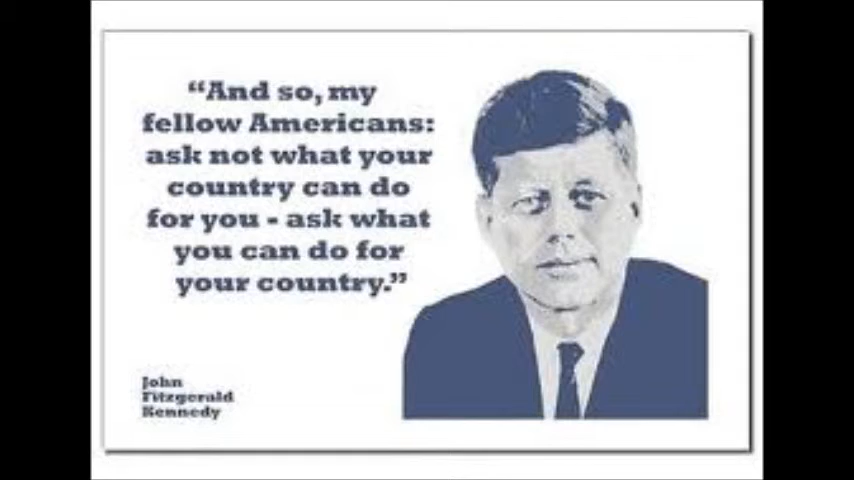 “And so, my
fellow Americans:
ask not what your
country can do
for you - ask what
you can do for
your country.”
John
Fitzgerald
Kennedy